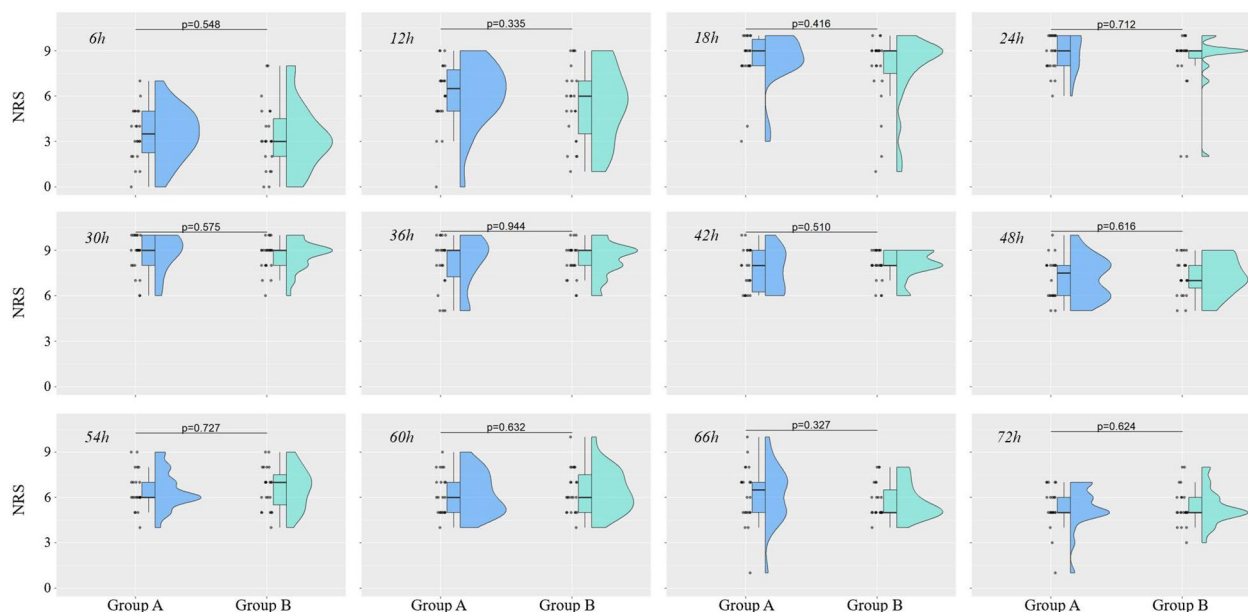 6h p=0.548
12h p=0.335
18h p=0.416
24h p=0.712
NRS 9 6 3 0
30h p=0.575
36h p=0.944
42h p=0.510
48h p=0.616
NRS 9 6 3 0
54h p=0.727
60h p=0.632
66h p=0.327
72h p=0.624
NRS 9 6 3 0
Group A Group B Group A Group B Group A Group B Group A Group B